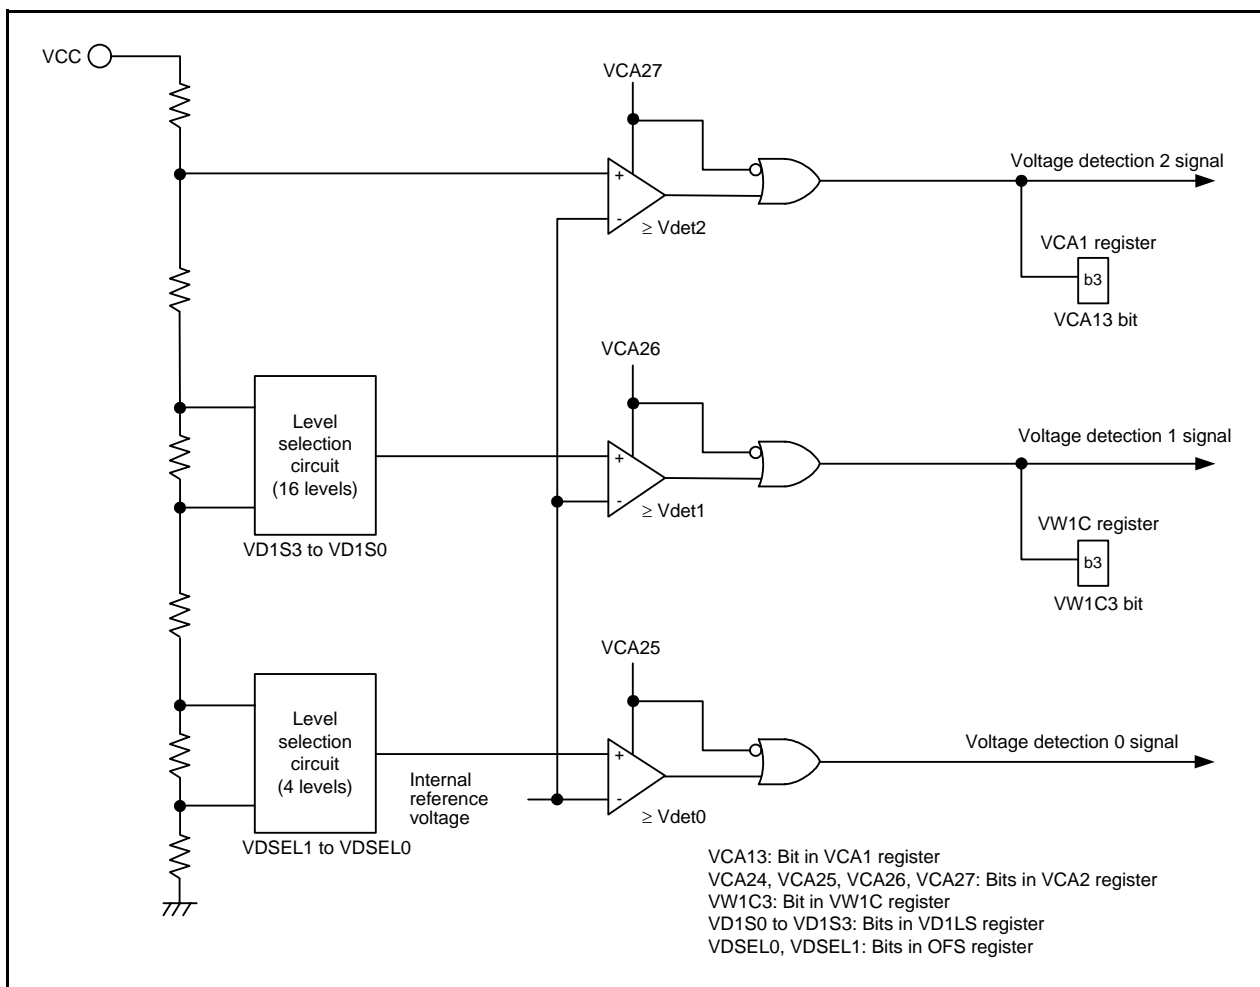 VCC
VCA27
+
-
≥ Vdet2
Voltage detection 2 signal
VCA1 register
b3
VCA13 bit
VCA26
Level
selection
circuit
(16 levels)
VD1S3 to VD1S0
+
-
≥ Vdet1
Voltage detection 1 signal
VW1C register
b3
VW1C3 bit
VCA25
Level
selection
circuit
(4 levels)
VDSEL1 to VDSEL0
Internal
reference
voltage
+
-
≥ Vdet0
Voltage detection 0 signal
VCA13: Bit in VCA1 register
VCA24, VCA25, VCA26, VCA27: Bits in VCA2 register
VW1C3: Bit in VW1C register
VD1S0 to VD1S3: Bits in VD1LS register
VDSEL0, VDSEL1: Bits in OFS register